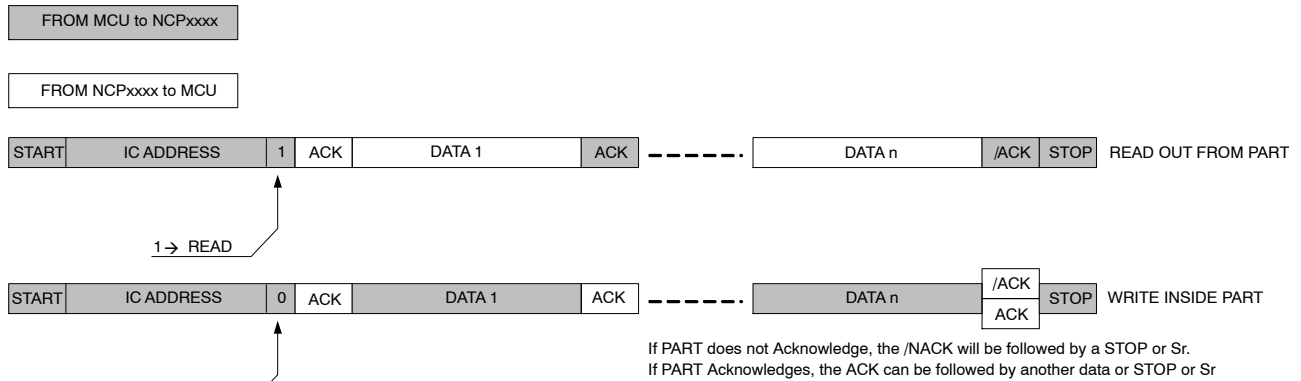 FROM MCU to NCPxxxx
FROM NCPxxxx to MCU
START IC ADDRESS 1 ACK DATA 1 ACK DATA n /ACK STOP READ OUT FROM PART
1→ READ
START IC ADDRESS 0 ACK DATA 1 ACK DATA n /ACK ACK STOP WRITE INSIDE PART
If PART does not Acknowledge, the /NACK will be followed by a STOP or Sr.
If PART Acknowledges, the ACK can be followed by another data or STOP or Sr